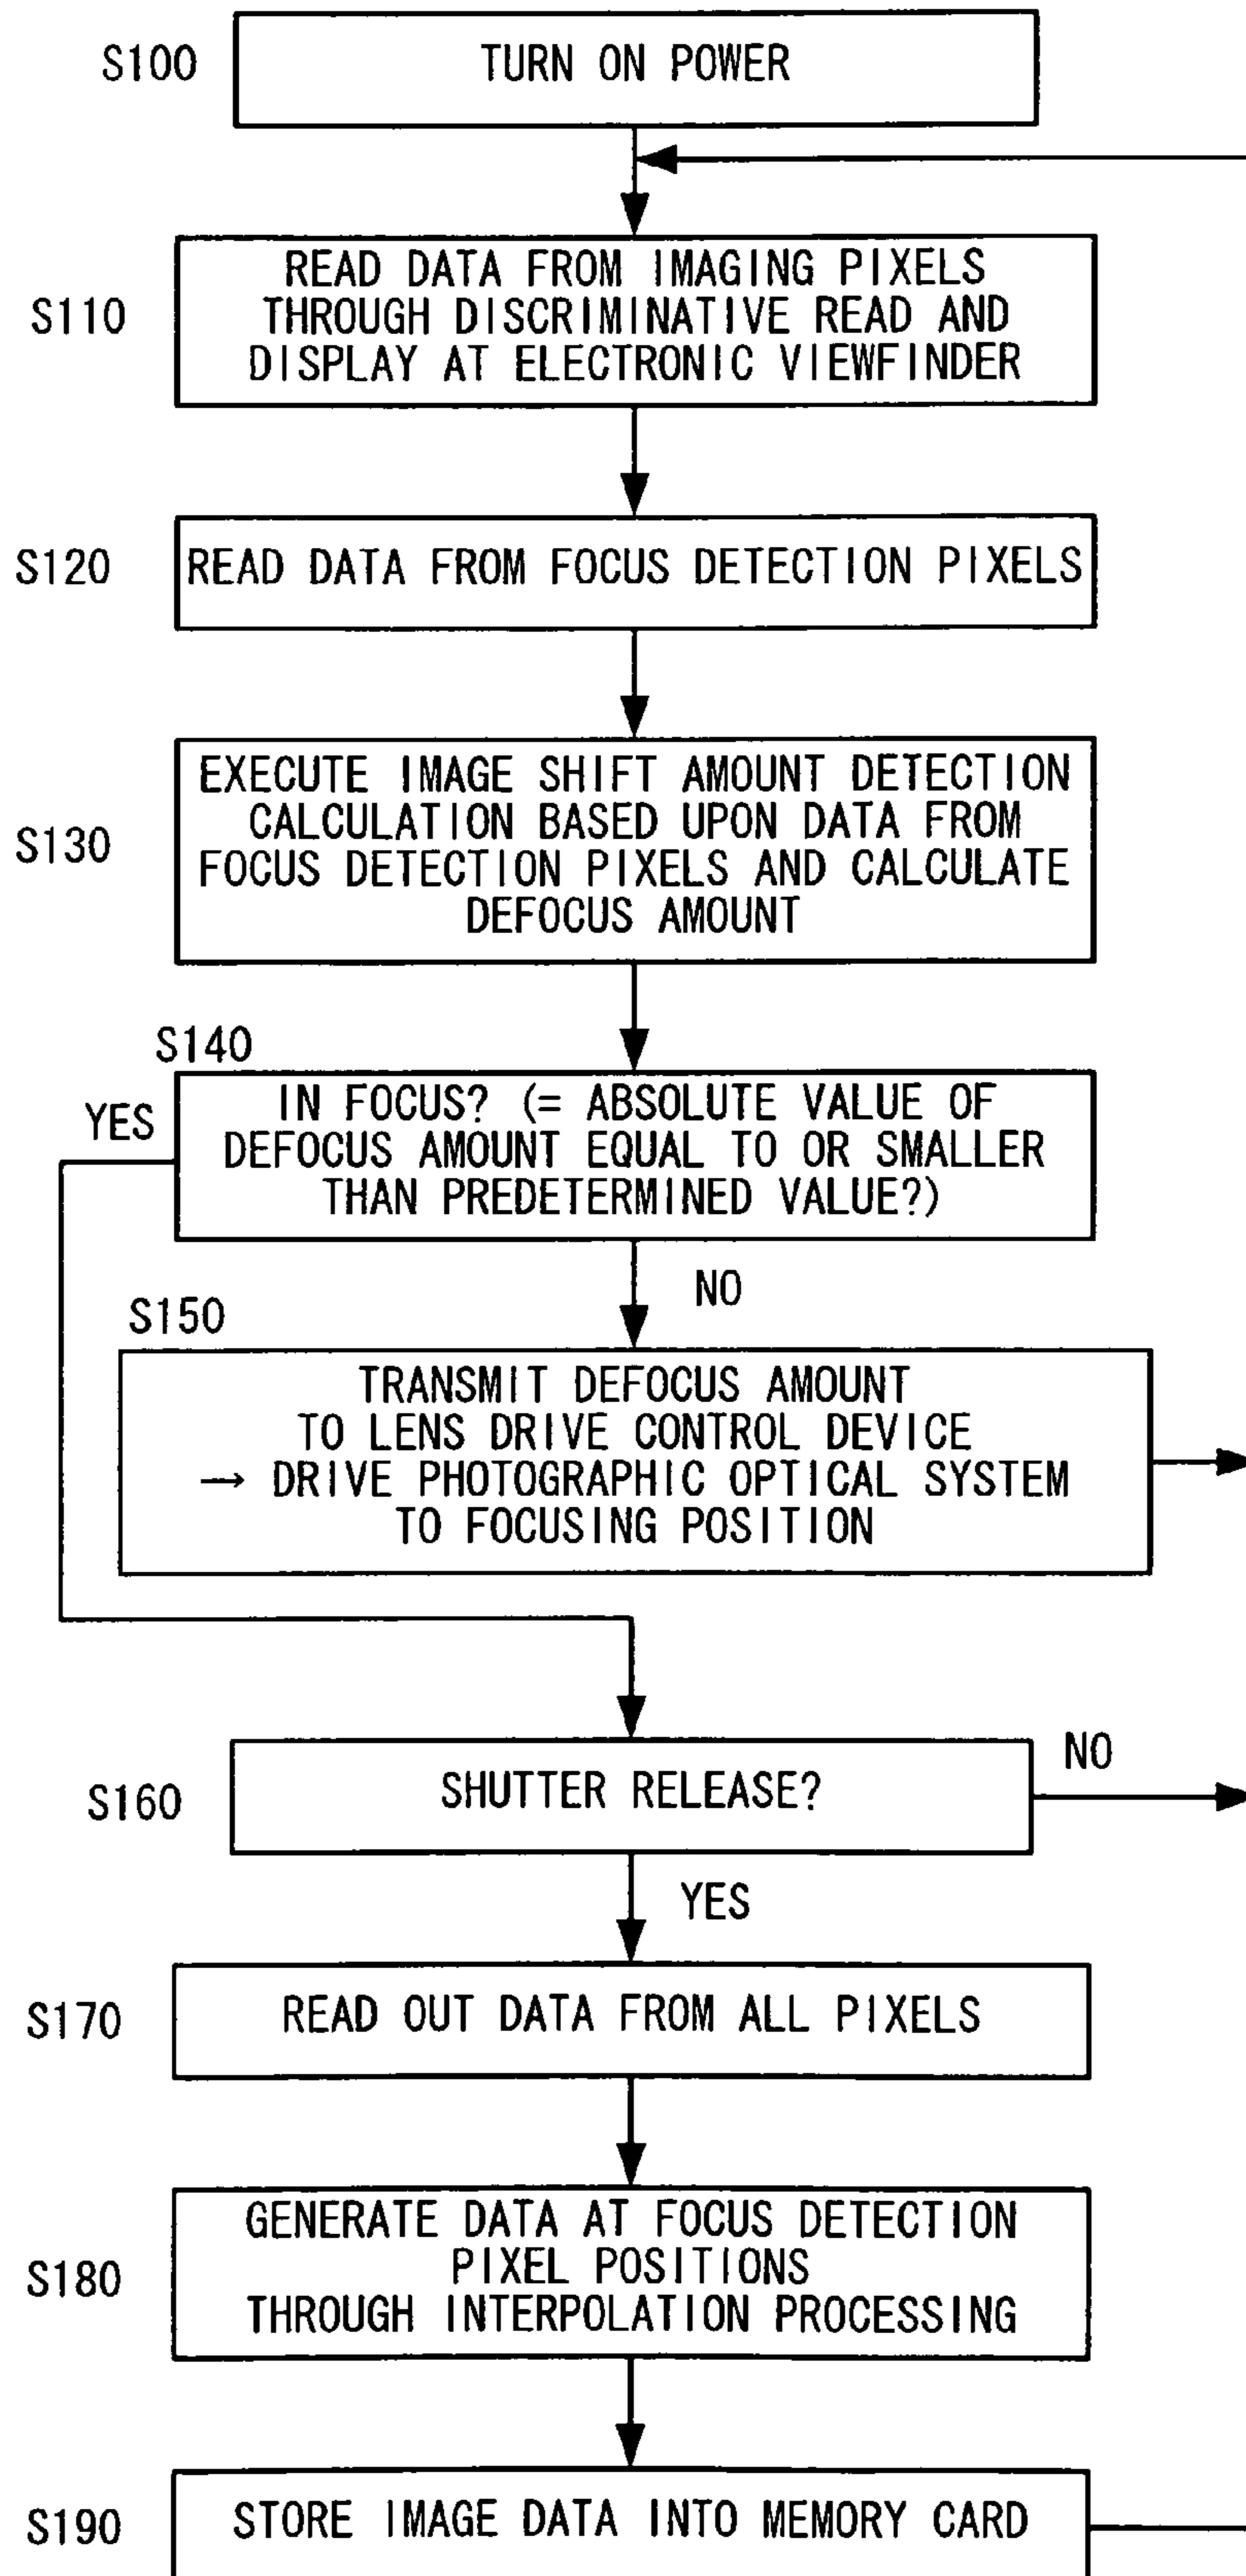 S100
TURN ON POWER
S110
READ DATA FROM IMAGING PIXELS
THROUGH DISCRIMINATIVE READ AND
DISPLAY AT ELECTRONIC VIEWFINDER
S120
READ DATA FROM FOCUS DETECTION PIXELS
S130
EXECUTE IMAGE SHIFT AMOUNT DETECTION
CALCULATION BASED UPON DATA FROM
FOCUS DETECTION PIXELS AND CALCULATE
DEFOCUS AMOUNT
S140
YES
IN FOCUS? (= ABSOLUTE VALUE OF
DEFOCUS AMOUNT EQUAL TO OR SMALLER
THAN PREDETERMINED VALUE?)
NO
S150
TRANSMIT DEFOCUS AMOUNT
TO LENS DRIVE CONTROL DEVICE
→ DRIVE PHOTOGRAPHIC OPTICAL SYSTEM
TO FOCUSING POSITION
S160
SHUTTER RELEASE?
NO
YES
S170
READ OUT DATA FROM ALL PIXELS
S180
GENERATE DATA AT FOCUS DETECTION
PIXEL POSITIONS
THROUGH INTERPOLATION PROCESSING
S190
STORE IMAGE DATA INTO MEMORY CARD